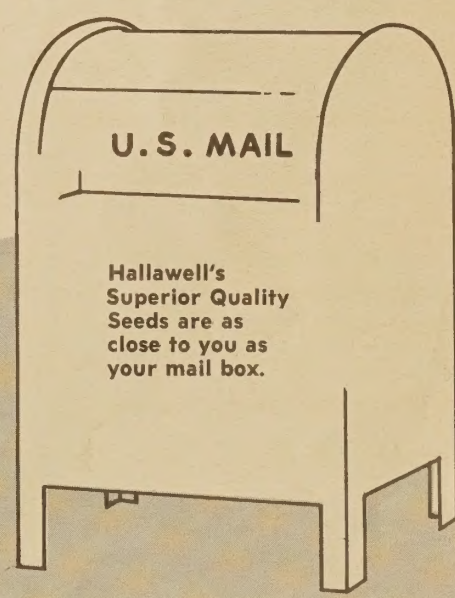 U.S. MAIL
Hallawell's
Superior Quality
Seeds are as
close to you as
your mail box.